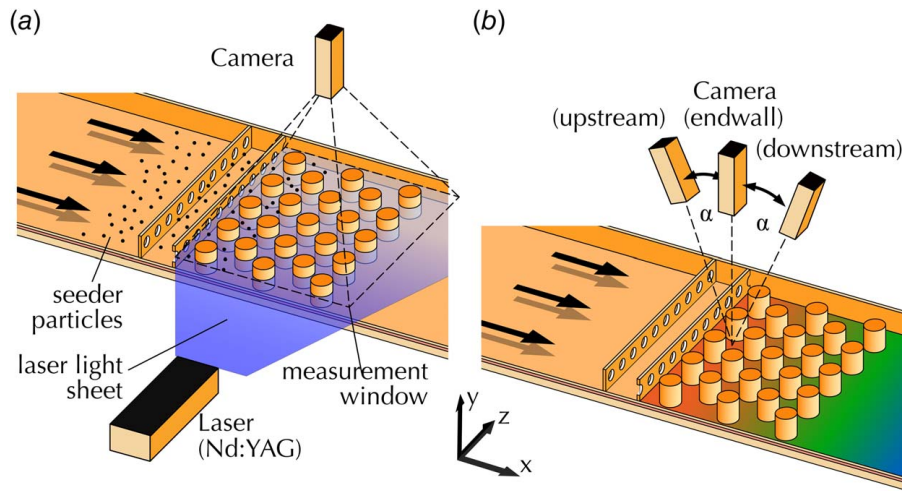 (a)
Camera
seeder
particles
laser light
sheet
Laser
(Nd:YAG)
measurement
window
y
z
x
(b)
Camera
(upstream) (endwall)
(downstream)
α
α